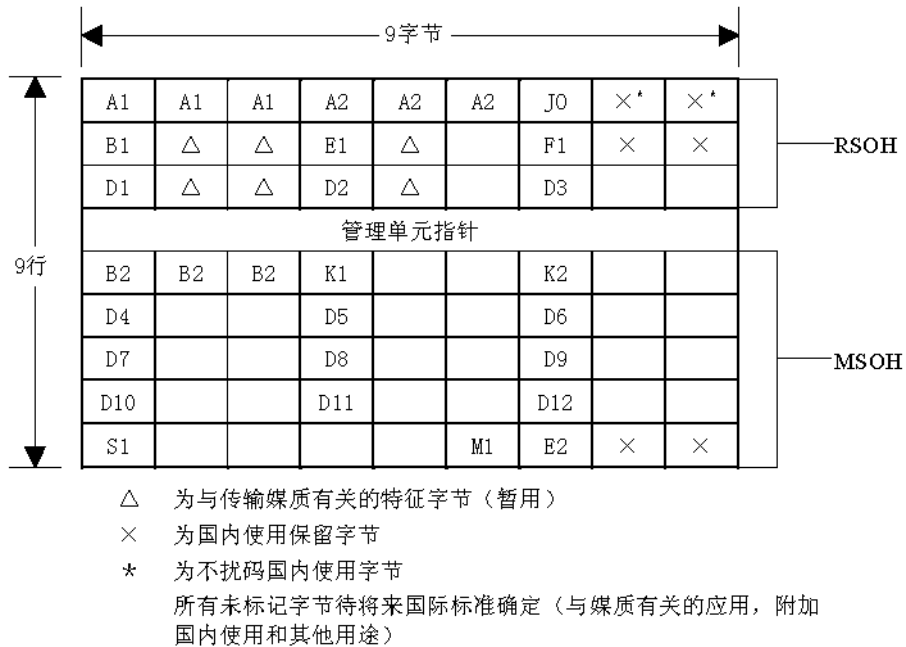 9字节
A1 A1 A1 A2 A2 A2 J0 ×* ×*
B1 △ △ E1 △ F1 × ×
RSOH
D1 △ △ D2 △ D3
管理单元指针
9行
B2 B2 B2 K1 K2
D4 D5 D6
D7 D8 D9
MSOH
D10 D11 D12
S1 M1 E2 × ×
△ 为与传输媒质有关的特征字节（暂用）
× 为国内使用保留字节
* 为不扰码国内使用字节
所有未标记字节待将来国际标准确定（与媒质有关的应用，附加
国内使用和其他用途）